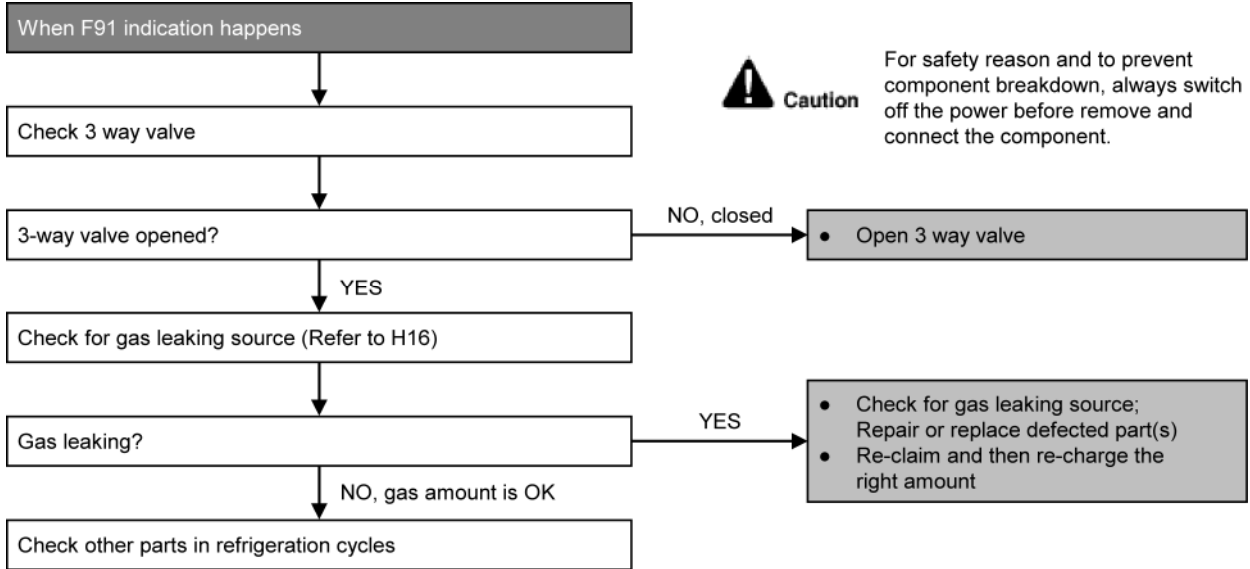 When F91 indication happens
Caution
For safety reason and to prevent
component breakdown, always switch
off the power before remove and
connect the component.
Check 3 way valve
3-way valve opened?
NO, closed
● Open 3 way valve
YES
Check for gas leaking source (Refer to H16)
Gas leaking?
YES
● Check for gas leaking source;
Repair or replace defected part(s)
● Re-claim and then re-charge the
right amount
NO, gas amount is OK
Check other parts in refrigeration cycles